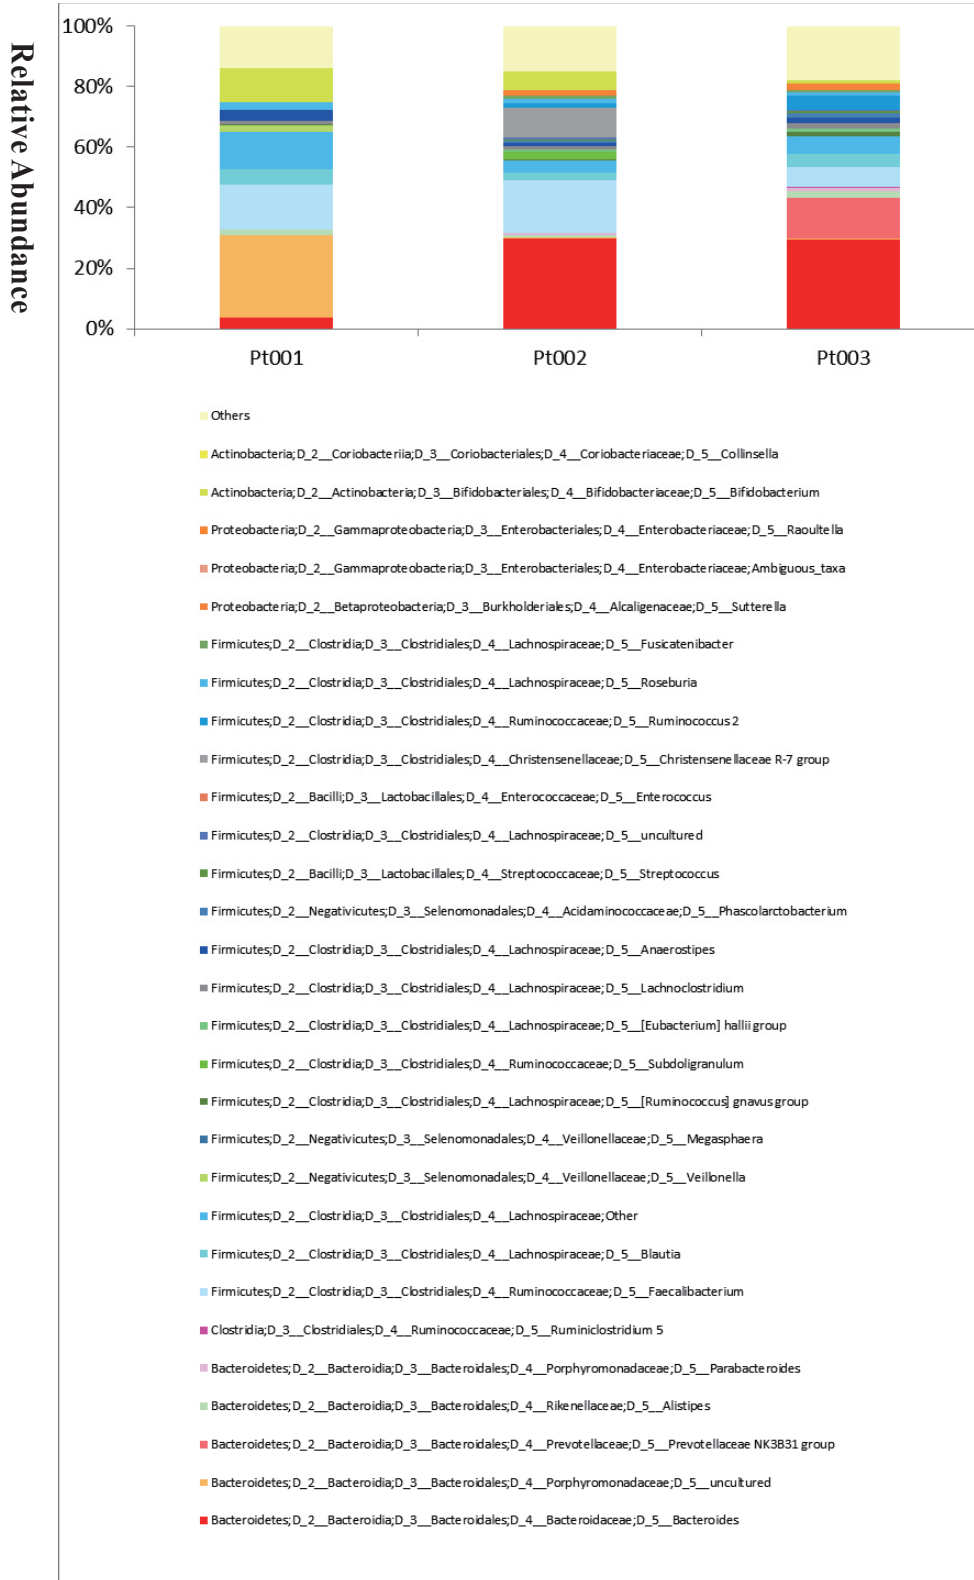 Relative Abundance
100%
80%
60%
40%
20%
0%
Pt001
Pt002
Pt003
Others
Actinobacteria;D_2__Coriobacteriia;D_3__Coriobacteriales;D_4__Coriobacteriaceae;D_5__Collinsella
Actinobacteria;D_2__Actinobacteria;D_3__Bifidobacteriales;D_4__Bifidobacteriaceae;D_5__Bifidobacterium
Proteobacteria;D_2__Gammaproteobacteria;D_3__Enterobacteriales;D_4__Enterobacteriaceae;D_5__Raoultella
Proteobacteria;D_2__Gammaproteobacteria;D_3__Enterobacteriales;D_4__Enterobacteriaceae;Ambiguous_taxa
Proteobacteria;D_2__Betaproteobacteria;D_3__Burkholderiales;D_4__Alcaligenaceae;D_5__Sutterella
Firmicutes;D_2__Clostridia;D_3__Clostridiales;D_4__Lachnospiraceae;D_5__Fusicatenibacter
Firmicutes;D_2__Clostridia;D_3__Clostridiales;D_4__Lachnospiraceae;D_5__Roseburia
Firmicutes;D_2__Clostridia;D_3__Clostridiales;D_4__Ruminococcaceae;D_5__Ruminococcus 2
Firmicutes;D_2__Clostridia;D_3__Clostridiales;D_4__Christensenellaceae;D_5__Christensenellaceae R-7 group
Firmicutes;D_2__Bacilli;D_3__Lactobacillales;D_4__Enterococcaceae;D_5__Enterococcus
Firmicutes;D_2__Clostridia;D_3__Clostridiales;D_4__Lachnospiraceae;D_5__uncultured
Firmicutes;D_2__Bacilli;D_3__Lactobacillales;D_4__Streptococcaceae;D_5__Streptococcus
Firmicutes;D_2__Negativicutes;D_3__Selenomonadales;D_4__Acidaminococcaceae;D_5__Phascolarctobacterium
Firmicutes;D_2__Clostridia;D_3__Clostridiales;D_4__Lachnospiraceae;D_5__Anaerostipes
Firmicutes;D_2__Clostridia;D_3__Clostridiales;D_4__Lachnospiraceae;D_5__Lachnoclostridium
Firmicutes;D_2__Clostridia;D_3__Clostridiales;D_4__Lachnospiraceae;D_5__[Eubacterium] hallii group
Firmicutes;D_2__Clostridia;D_3__Clostridiales;D_4__Ruminococcaceae;D_5__Subdoligranulum
Firmicutes;D_2__Clostridia;D_3__Clostridiales;D_4__Lachnospiraceae;D_5__[Ruminococcus] gnavus group
Firmicutes;D_2__Negativicutes;D_3__Selenomonadales;D_4__Veillonellaceae;D_5__Megasphaera
Firmicutes;D_2__Negativicutes;D_3__Selenomonadales;D_4__Veillonellaceae;D_5__Veillonella
Firmicutes;D_2__Clostridia;D_3__Clostridiales;D_4__Lachnospiraceae;Other
Firmicutes;D_2__Clostridia;D_3__Clostridiales;D_4__Lachnospiraceae;D_5__Blautia
Firmicutes;D_2__Clostridia;D_3__Clostridiales;D_4__Ruminococcaceae;D_5__Faecalibacterium
Clostridia;D_3__Clostridiales;D_4__Ruminococcaceae;D_5__Ruminiclostridium 5
Bacteroidetes;D_2__Bacteroidia;D_3__Bacteroidales;D_4__Porphyromonadaceae;D_5__Parabacteroides
Bacteroidetes;D_2__Bacteroidia;D_3__Bacteroidales;D_4__Rikenellaceae;D_5__Alistipes
Bacteroidetes;D_2__Bacteroidia;D_3__Bacteroidales;D_4__Prevotellaceae;D_5__Prevotellaceae NK3B31 group
Bacteroidetes;D_2__Bacteroidia;D_3__Bacteroidales;D_4__Porphyromonadaceae;D_5__uncultured
Bacteroidetes;D_2__Bacteroidia;D_3__Bacteroidales;D_4__Bacteroidaceae;D_5__Bacteroides